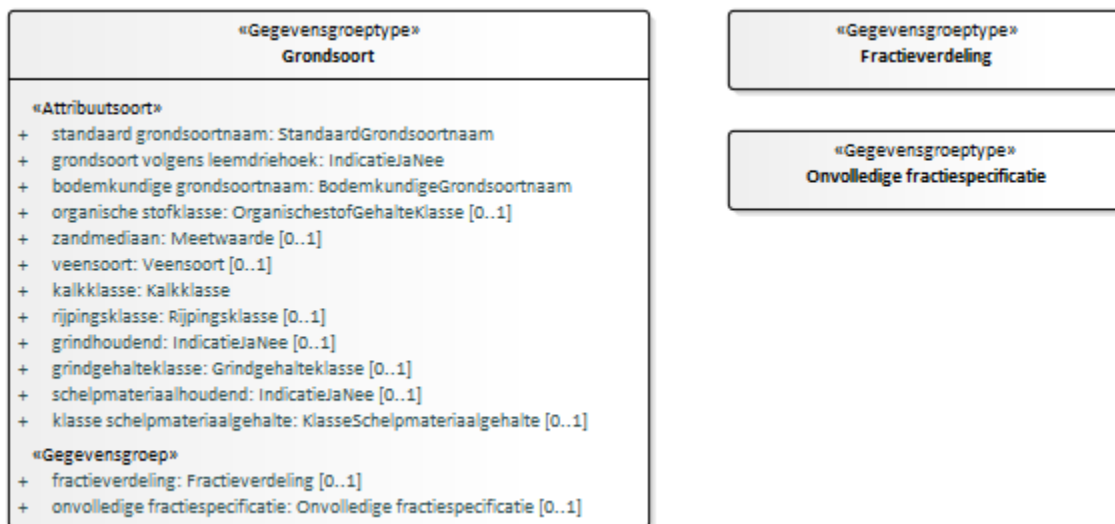 «Gegevensgroeptype»
Grondsoort
«Attribuutsoort»
+ standaard grondsoortnaam: StandaardGrondsoortnaam
+ grondsoort volgens leemdriehoek: IndicatieJaNee
+ bodemkundige grondsoortnaam: BodemkundigeGrondsoortnaam
+ organische stofklasse: OrganischestofGehalteKlasse [0..1]
+ zandmediaan: Meetwaarde [0..1]
+ veensoort: Veensoort [0..1]
+ kalkklasse: Kalkklasse
+ rijpingsklasse: Rijpingsklasse [0..1]
+ grindhoudend: IndicatieJaNee [0..1]
+ grindgehalteklasse: Grindgehalteklasse [0..1]
+ schelpmateriaalhoudend: IndicatieJaNee [0..1]
+ klasse schelpmateriaalgehalte: KlasseSchelpmateriaalgehalte [0..1]
«Gegevensgroep»
+ fractieverdeling: Fractieverdeling [0..1]
+ onvolledige fractiespecificatie: Onvolledige fractiespecificatie [0..1]
«Gegevensgroeptype»
Fractieverdeling
«Gegevensgroeptype»
Onvolledige fractiespecificatie